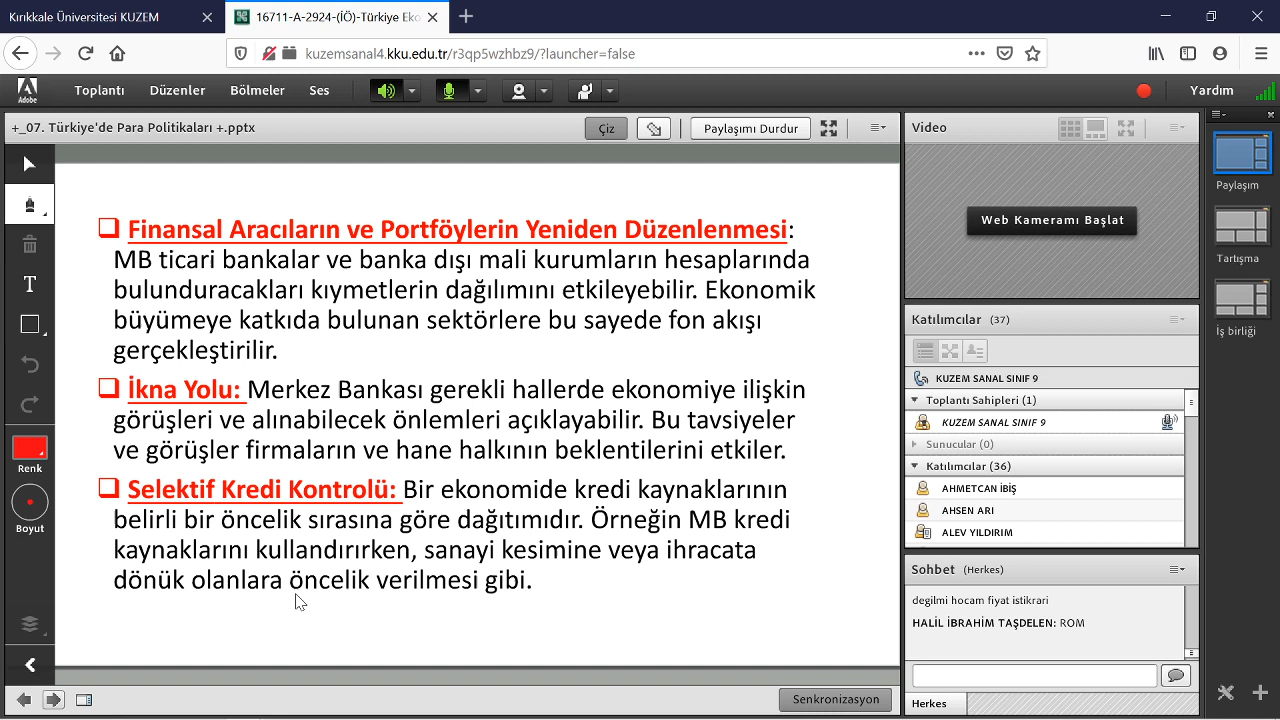 Kırıkkale Üniversitesi KUZEM
16711-A-2924-(İÖ)-Türkiye Eko
kuzemsanal4.kku.edu.tr/r3qp5wzhbz9/?launcher=false
Adobe
Toplantı Düzenler Bölmeler Ses
Yardım
+_07. Türkiye'de Para Politikaları +.pptx
Çiz
Paylaşımı Durdur
Finansal Aracıların ve Portföylerin Yeniden Düzenlenmesi:
MB ticari bankalar ve banka dışı mali kurumların hesaplarında
bulunduracakları kıymetlerin dağılımını etkileyebilir. Ekonomik
büyümeye katkıda bulunan sektörlere bu sayede fon akışı
gerçekleştirilir.
İkna Yolu: Merkez Bankası gerekli hallerde ekonomiye ilişkin
görüşleri ve alınabilecek önlemleri açıklayabilir. Bu tavsiyeler
ve görüşler firmaların ve hane halkının beklentilerini etkiler.
Selektif Kredi Kontrolü: Bir ekonomide kredi kaynaklarının
belirli bir öncelik sırasına göre dağıtımıdır. Örneğin MB kredi
kaynaklarını kullandırırken, sanayi kesimine veya ihracata
dönük olanlara öncelik verilmesi gibi.
T
Renk
Boyut
Senkronizasyon
Video
Web Kameramı Başlat
Katılımcılar (37)
KUZEM SANAL SINIF 9
Toplantı Sahipleri (1)
KUZEM SANAL SINIF 9
Sunucular (0)
Katılımcılar (36)
AHMETCAN İBİŞ
AHSEN ARI
ALEV YILDIRIM
Sohbet (Herkes)
degilmi hocam fiyat istikrari
HALİL İBRAHİM TAŞDELEN: ROM
Herkes
Paylaşım
Tartışma
İş birliği